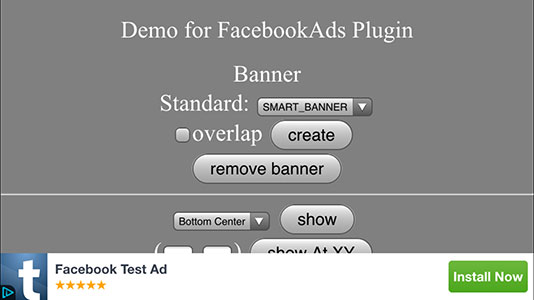 Demo for FacebookAds Plugin
Banner
Standard: SMART_BANNER
overlap create
remove banner
Bottom Center show
( ) show At XY
Facebook Test Ad
Install Now